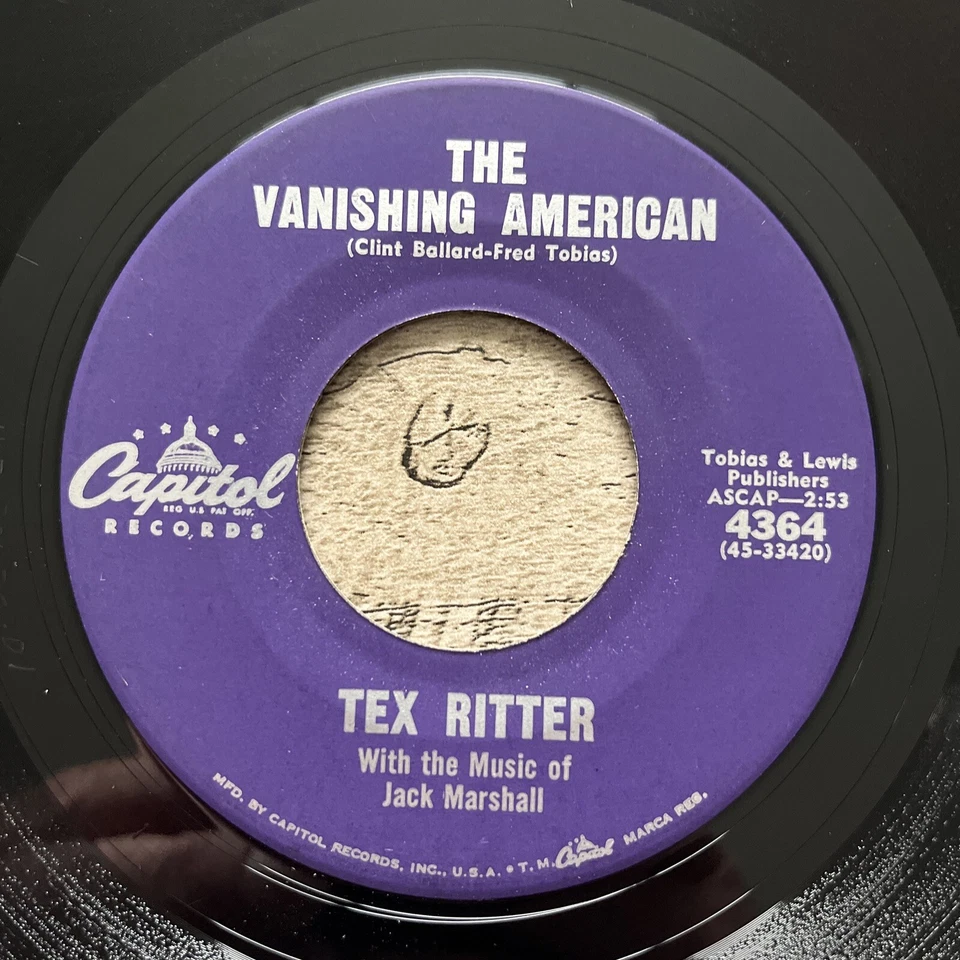 THE
VANISHING AMERICAN
(Clint Ballard-Fred Tobias)
Capitol
REG U.S. PAT. OFF.
RECORDS
Tobias & Lewis
Publishers
ASCAP—2:53
4364
(45-33420)
TEX RITTER
With the Music of
Jack Marshall
MFD. BY CAPITOL RECORDS, INC., U.S.A. • T. M. Capitol MARCA REG.